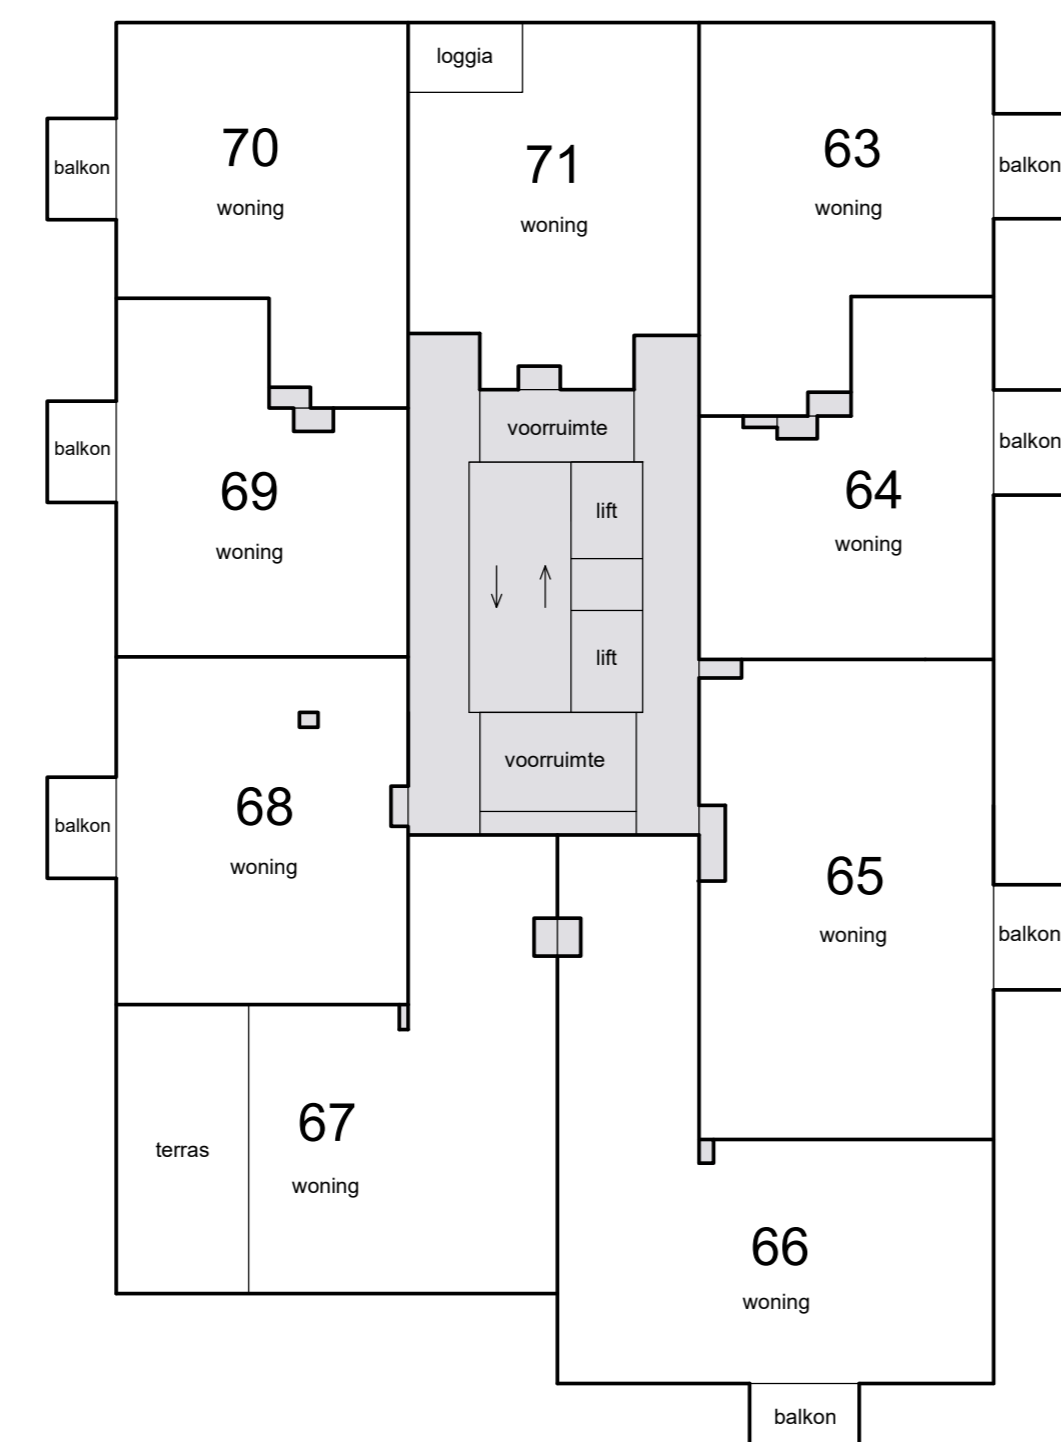 loggia
70
woning
71
woning
63
woning
balkon
balkon
voorruimte
balkon
balkon
69
woning
64
woning
lift
lift
voorruimte
68
woning
balkon
65
woning
balkon
67
woning
terras
66
woning
balkon